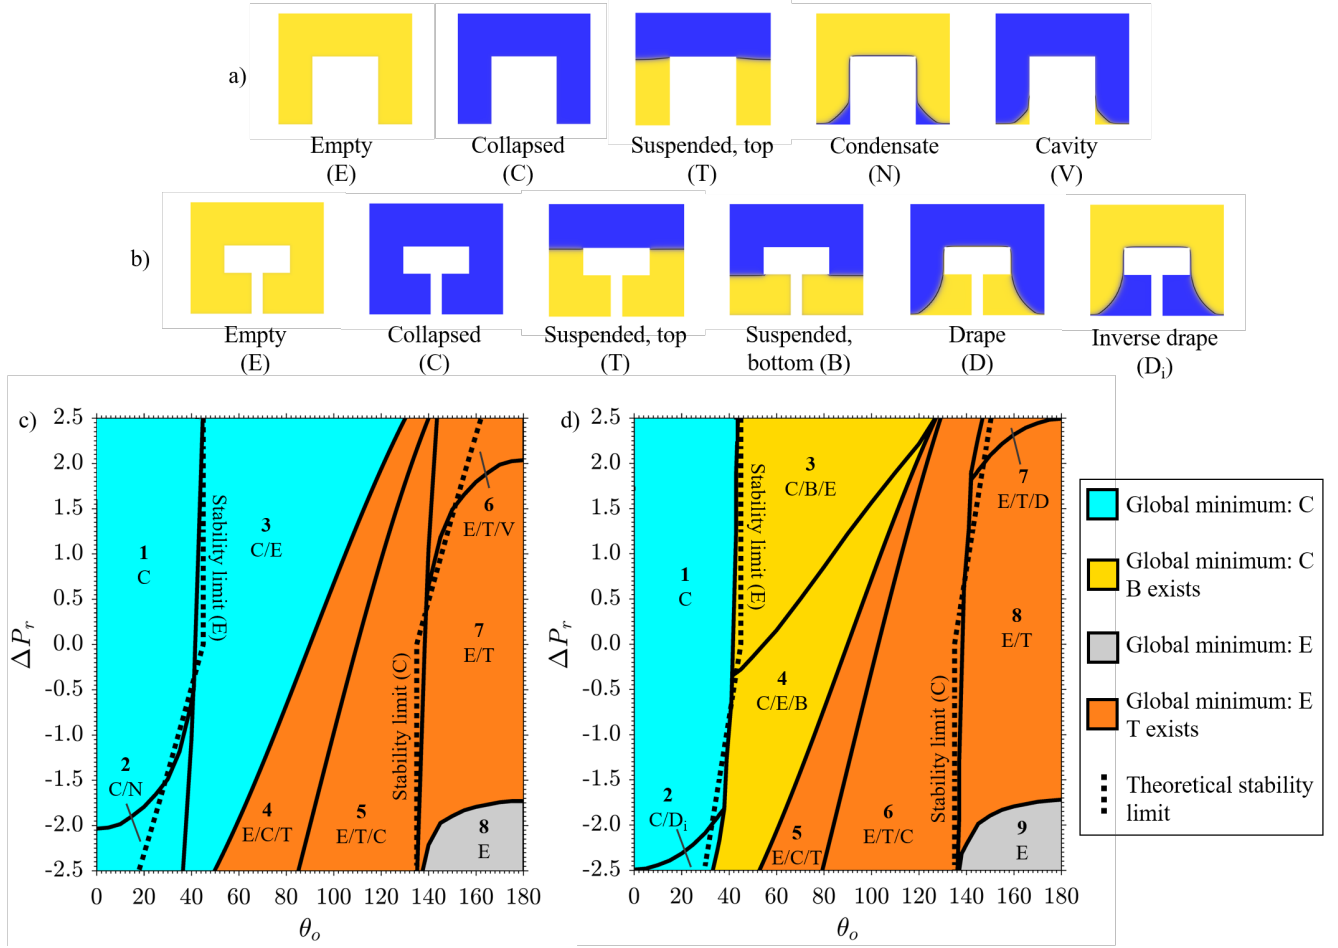 a)
Empty
(E)
Collapsed
(C)
Suspended, top
(T)
Condensate
(N)
Cavity
(V)
b)
Empty
(E)
Collapsed
(C)
Suspended, top
(T)
Suspended,
bottom (B)
Drape
(D)
Inverse drape
(Dᵢ)
c)
ΔPᵣ
2.5
2.0
1.5
1.0
0.5
0.0
-0.5
-1.0
-1.5
-2.0
-2.5
0
20
40
60
80
100
120
140
160
180
θₒ
1
C
2
C/N
3
C/E
4
E/C/T
5
E/T/C
6
E/T/V
7
E/T
8
E
Stability limit (E)
Stability limit (C)
d)
ΔPᵣ
2.5
2.0
1.5
1.0
0.5
0.0
-0.5
-1.0
-1.5
-2.0
-2.5
0
20
40
60
80
100
120
140
160
180
θₒ
1
C
2
C/Dᵢ
3
C/B/E
4
C/E/B
5
E/C/T
6
E/T/C
7
E/T/D
8
E/T
9
E
Stability limit (E)
Stability limit (C)
Global minimum: C
Global minimum: C
B exists
Global minimum: E
Global minimum: E
T exists
Theoretical stability
limit